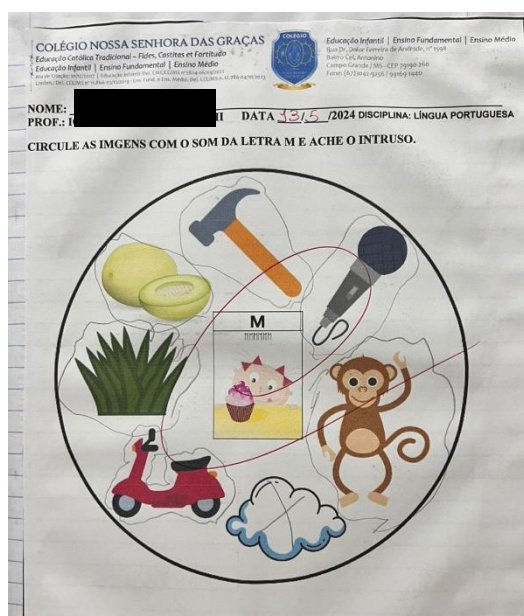 COLÉGIO NOSSA SENHORA DAS GRAÇAS
Educação Católica Tradicional – Fides, Castitas et Fortitudo
Educação Infantil | Ensino Fundamental | Ensino Médio
COLÉGIO
Educação Infantil | Ensino Fundamental | Ensino Médio
Bairro Cel. Antonino
Campo Grande / MS - CEP
NOME:
PROF.:
DATA 13/5/2024 DISCIPLINA: LÍNGUA PORTUGUESA
CIRCULE AS IMGENS COM O SOM DA LETRA M E ACHE O INTRUSO.
M